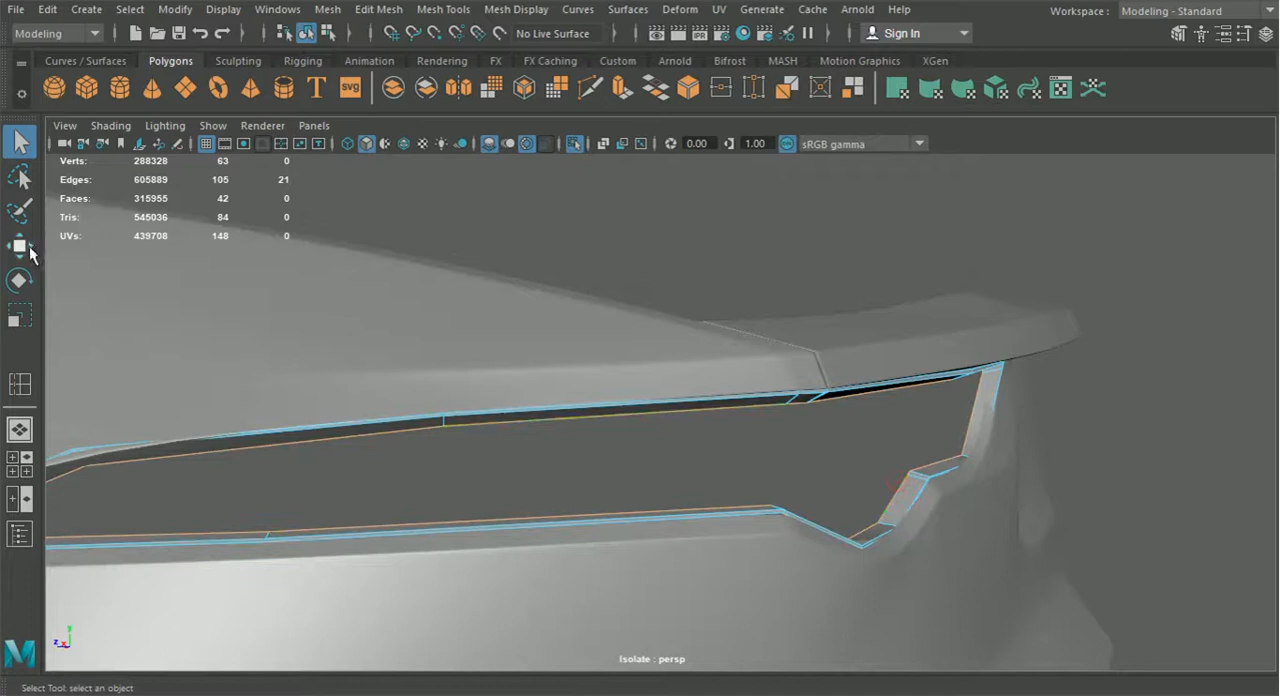 File Edit Create Select Modify Display Windows Mesh Edit Mesh Mesh Tools Mesh Display Curves Surfaces Deform UV Generate Cache Arnold Help Workspace : Modeling - Standard
Modeling No Live Surface Sign In
Curves / Surfaces Polygons Sculpting Rigging Animation Rendering FX FX Caching Custom Arnold Bifrost MASH Motion Graphics XGen
T svg
View Shading Lighting Show Renderer Panels
0.00 1.00 sRGB gamma
Verts: 288328 63 0
Edges: 605889 105 21
Faces: 315955 42 0
Tris: 545036 84 0
UVs: 439708 148 0
y
z x
Isolate : persp
M
Select Tool: select an object